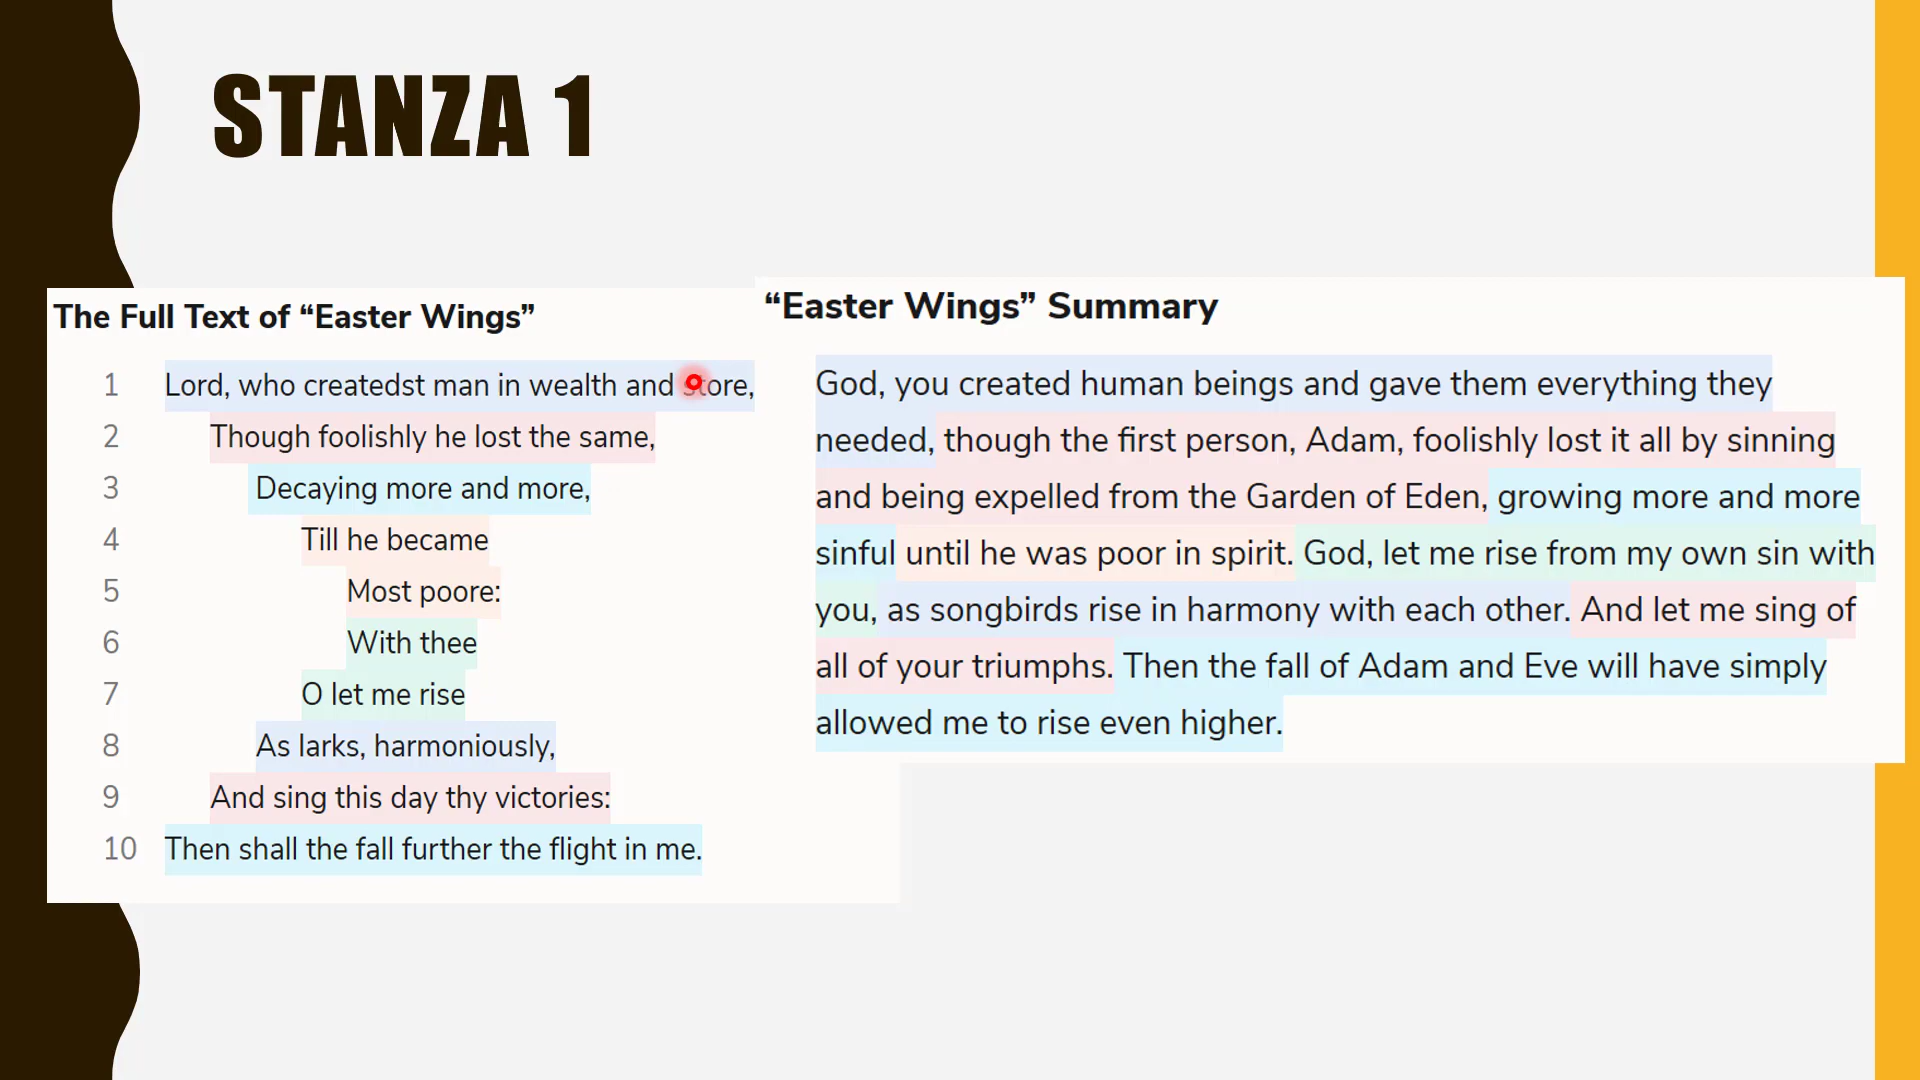 STANZA 1
The Full Text of “Easter Wings”
1 Lord, who createdst man in wealth and store,
2 Though foolishly he lost the same,
3 Decaying more and more,
4 Till he became
5 Most poore:
6 With thee
7 O let me rise
8 As larks, harmoniously,
9 And sing this day thy victories:
10 Then shall the fall further the flight in me.
“Easter Wings” Summary
God, you created human beings and gave them everything they
needed, though the first person, Adam, foolishly lost it all by sinning
and being expelled from the Garden of Eden, growing more and more
sinful until he was poor in spirit. God, let me rise from my own sin with
you, as songbirds rise in harmony with each other. And let me sing of
all of your triumphs. Then the fall of Adam and Eve will have simply
allowed me to rise even higher.